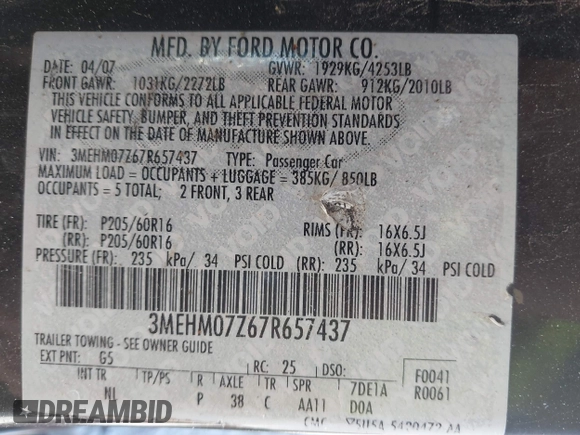 MFD. BY FORD MOTOR CO.
DATE: 04/07 GVWR: 1929KG/4253LB
FRONT GAWR: 1031KG/2272LB REAR GAWR: 912KG/2010LB
THIS VEHICLE CONFORMS TO ALL APPLICABLE FEDERAL MOTOR
VEHICLE SAFETY, BUMPER, AND THEFT PREVENTION STANDARDS
IN EFFECT ON THE DATE OF MANUFACTURE SHOWN ABOVE.
VIN: 3MEHM07Z67R657437 TYPE: Passenger Car
MAXIMUM LOAD = OCCUPANTS + LUGGAGE = 385KG/ 850LB
OCCUPANTS = 5 TOTAL; 2 FRONT, 3 REAR
TIRE (FR): P205/60R16 RIMS (FR): 16X6.5J
(RR): P205/60R16 (RR): 16X6.5J
PRESSURE (FR): 235 kPa/ 34 PSI COLD (RR): 235 kPa/ 34 PSI COLD
3MEHM07Z67R657437
TRAILER TOWING - SEE OWNER GUIDE
EXT PNT: G5 RC: 25 DSO: F0041
INT TR TP/PS R AXLE TR SPR 7DE1A R0061
NL P 38 C AA11 D0A
DREAMBID